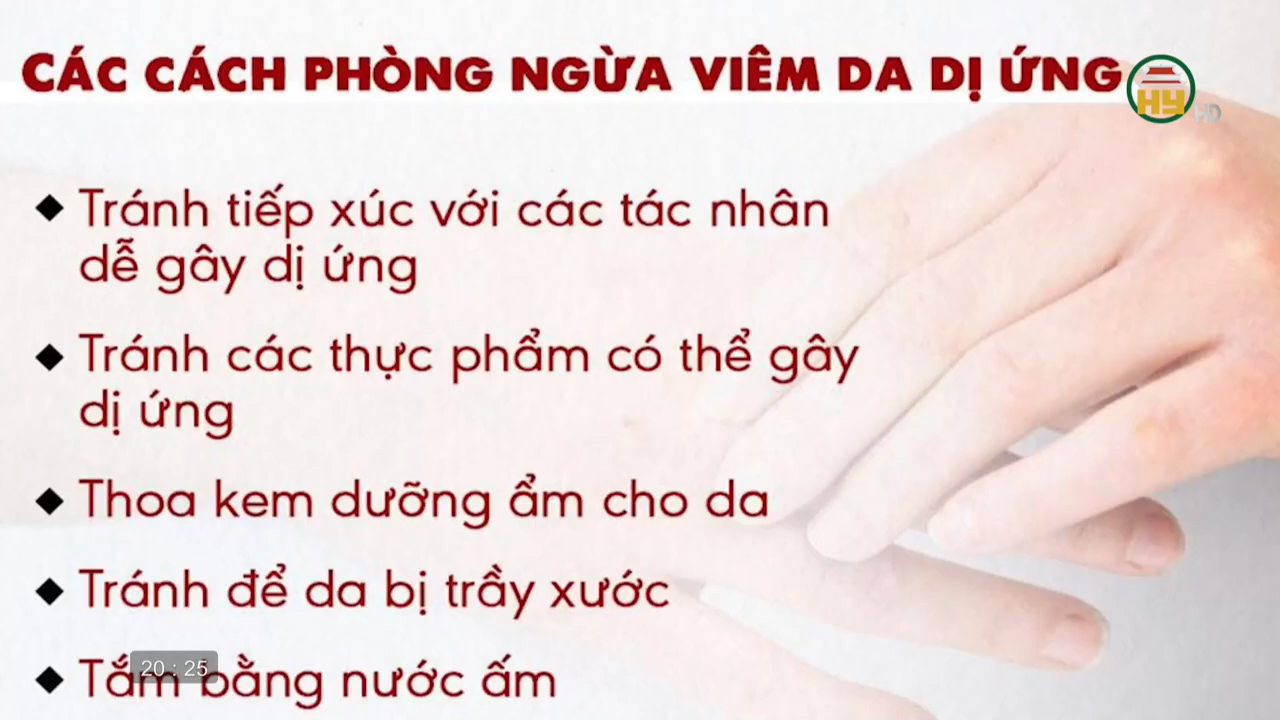 CÁC CÁCH PHÒNG NGỪA VIÊM DA DỊ ỨNG
HY HD
Tránh tiếp xúc với các tác nhân
dễ gây dị ứng
Tránh các thực phẩm có thể gây
dị ứng
Thoa kem dưỡng ẩm cho da
Tránh để da bị trầy xước
Tắm bằng nước ấm
20 : 25